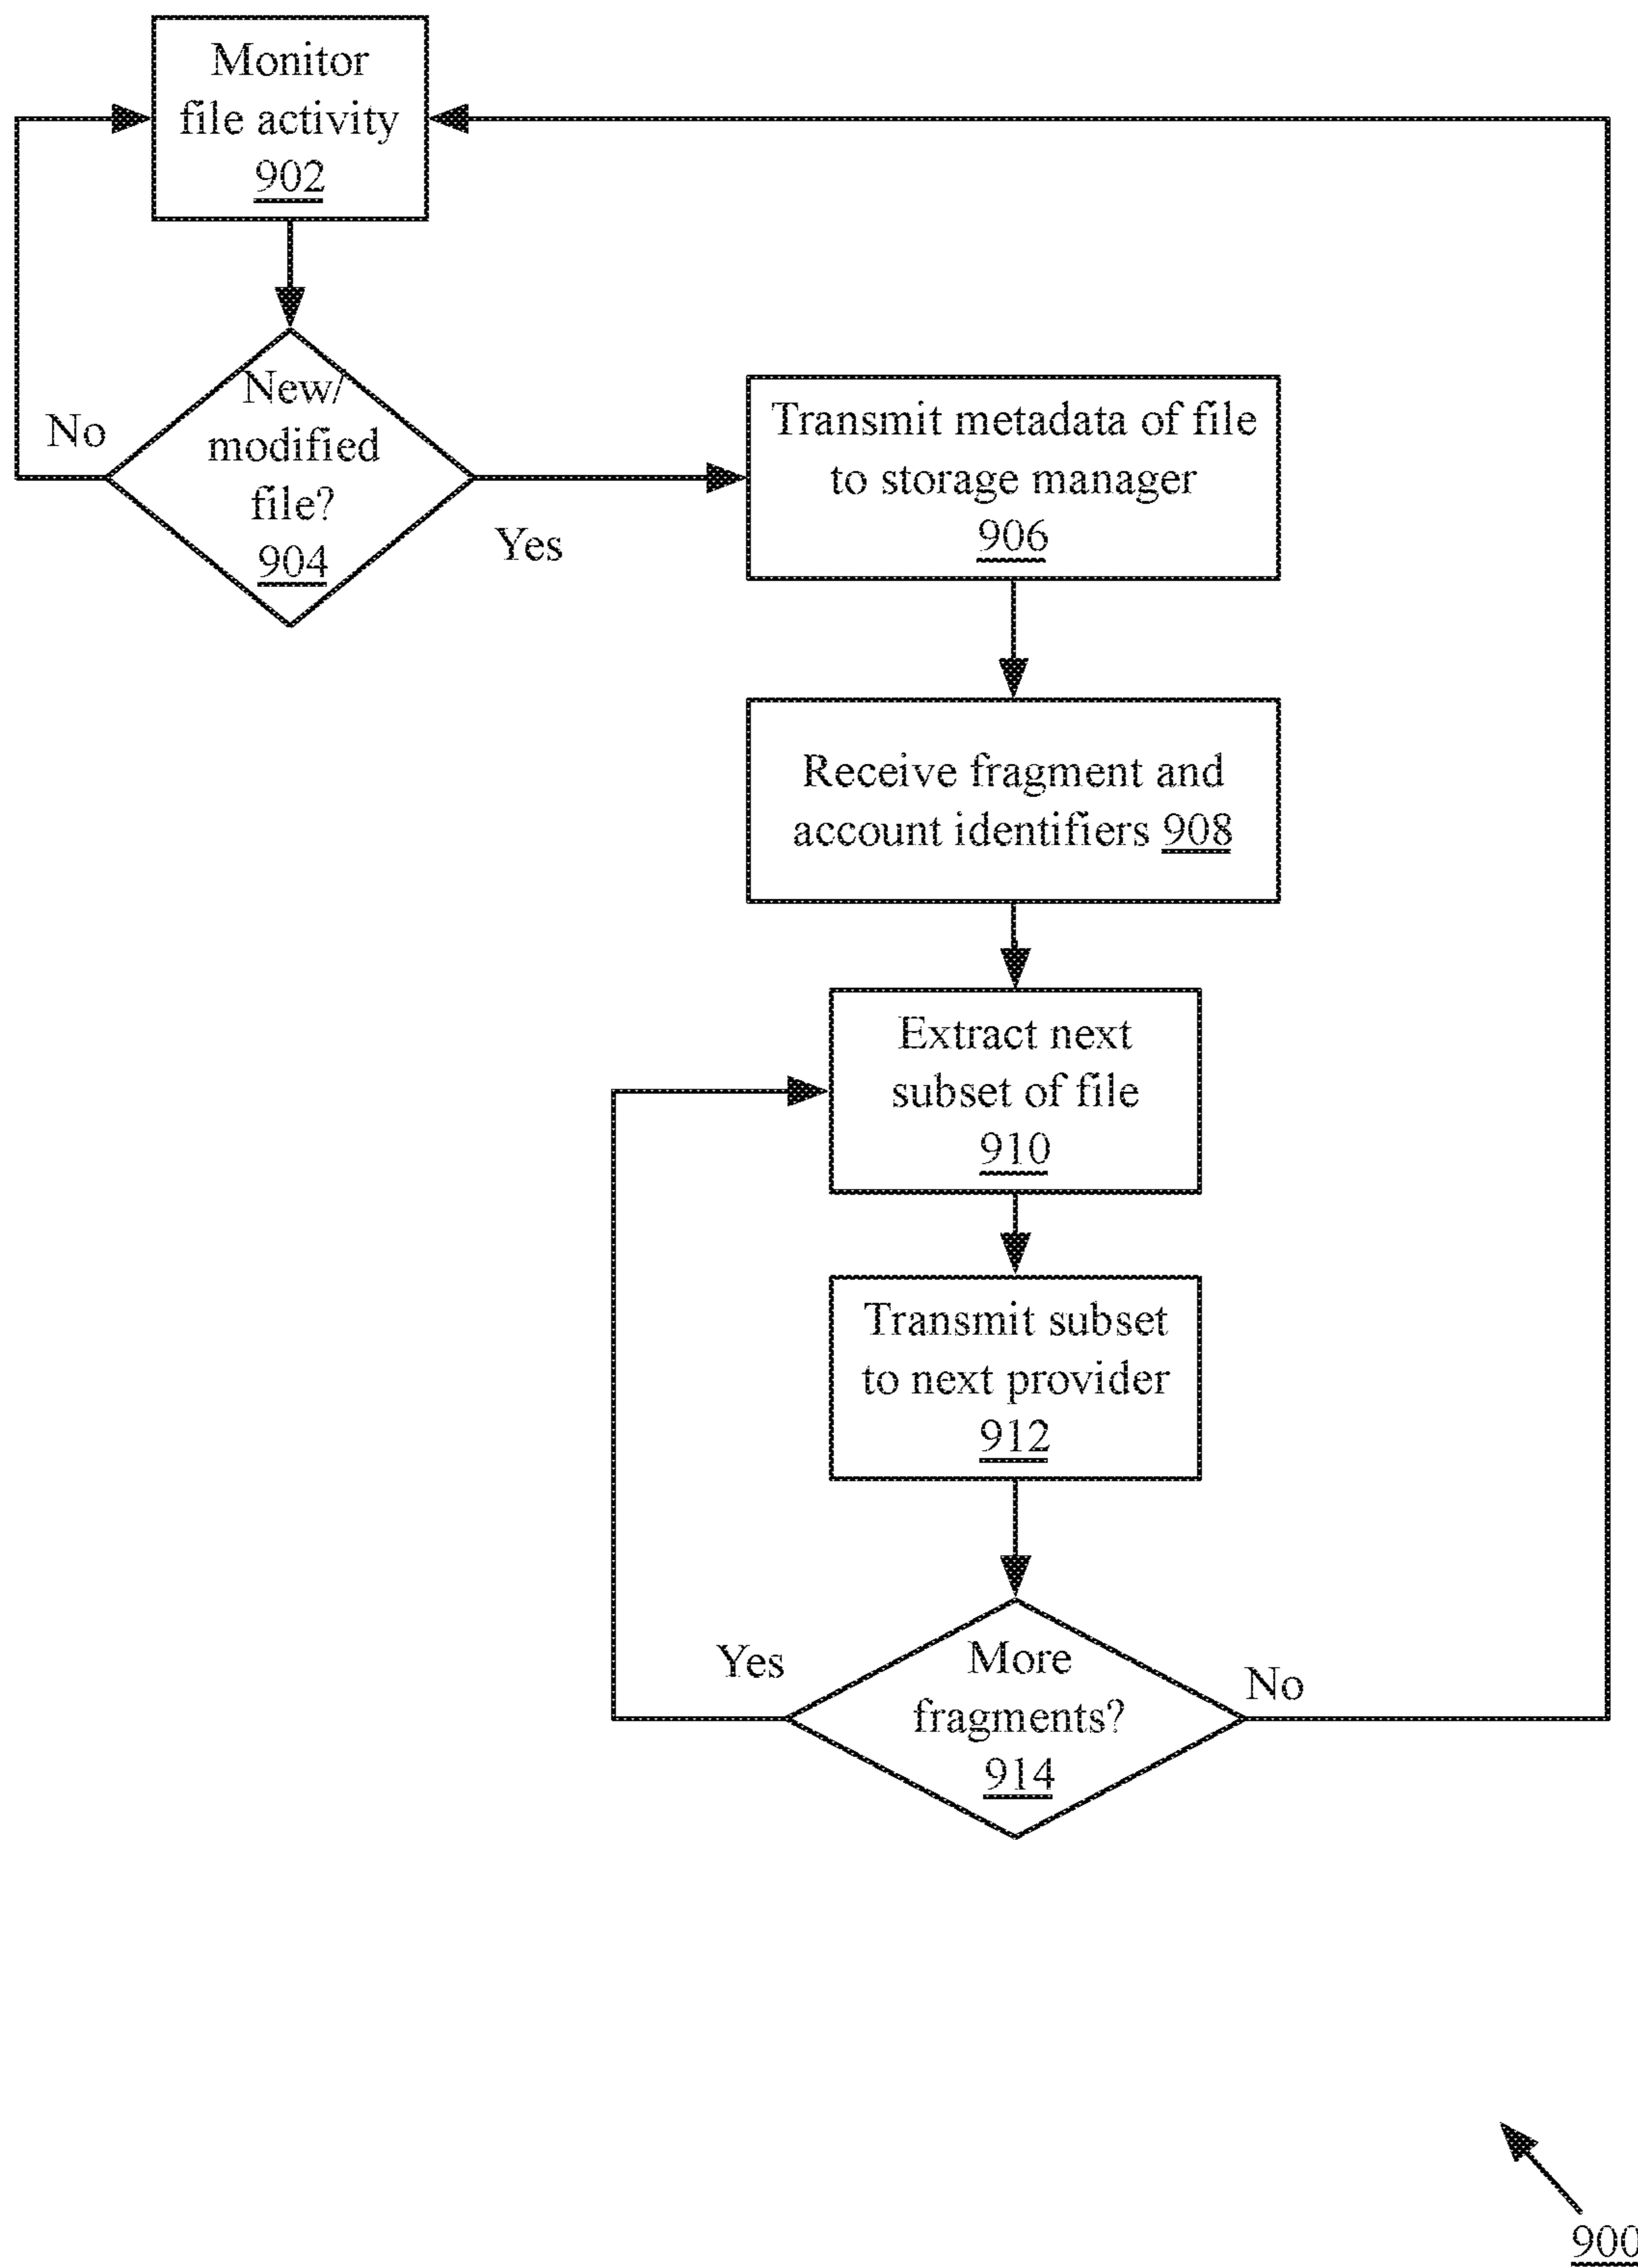 Monitor
file activity
902
New/
modified
file?
904
No
Yes
Transmit metadata of file
to storage manager
906
Receive fragment and
account identifiers 908
Extract next
subset of file
910
Transmit subset
to next provider
912
More
fragments?
914
Yes
No
900